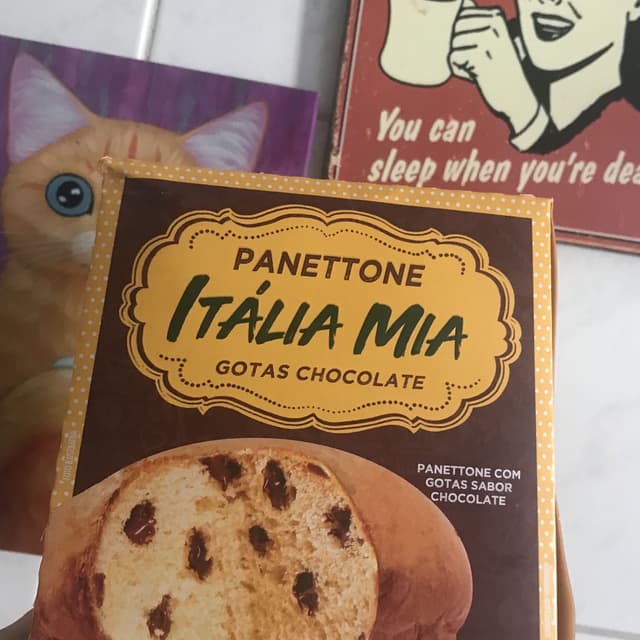 You can
sleep when you're dea
PANETTONE
ITÁLIA MIA
GOTAS CHOCOLATE
PANETTONE COM
GOTAS SABOR
CHOCOLATE